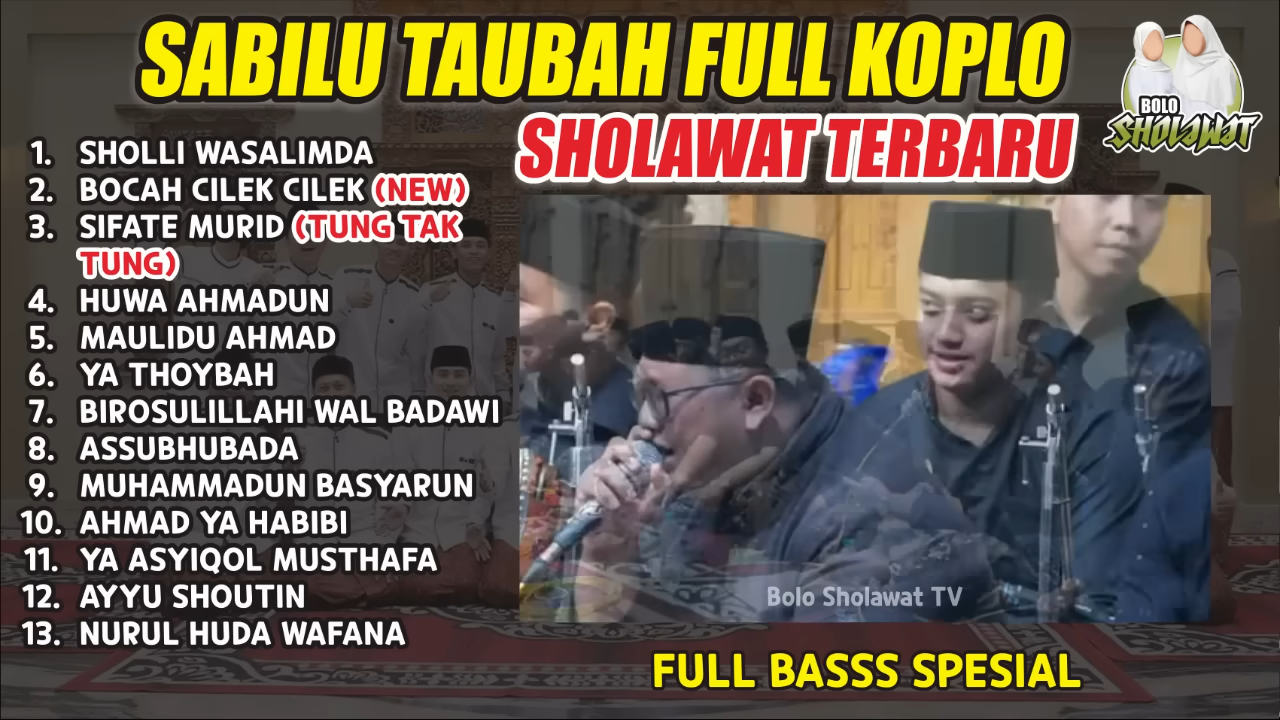 SABILU TAUBAH FULL KOPLO
SHOLAWAT TERBARU
BOLO
SHOLAWAT
1. SHOLLI WASALIMDA
2. BOCAH CILEK CILEK (NEW)
3. SIFATE MURID (TUNG TAK
TUNG)
4. HUWA AHMADUN
5. MAULIDU AHMAD
6. YA THOYBAH
7. BIROSULILLAHI WAL BADAWI
8. ASSUBHUBADA
9. MUHAMMADUN BASYARUN
10. AHMAD YA HABIBI
11. YA ASYIQOL MUSTHAFA
12. AYYU SHOUTIN
13. NURUL HUDA WAFANA
Bolo Sholawat TV
FULL BASSS SPESIAL